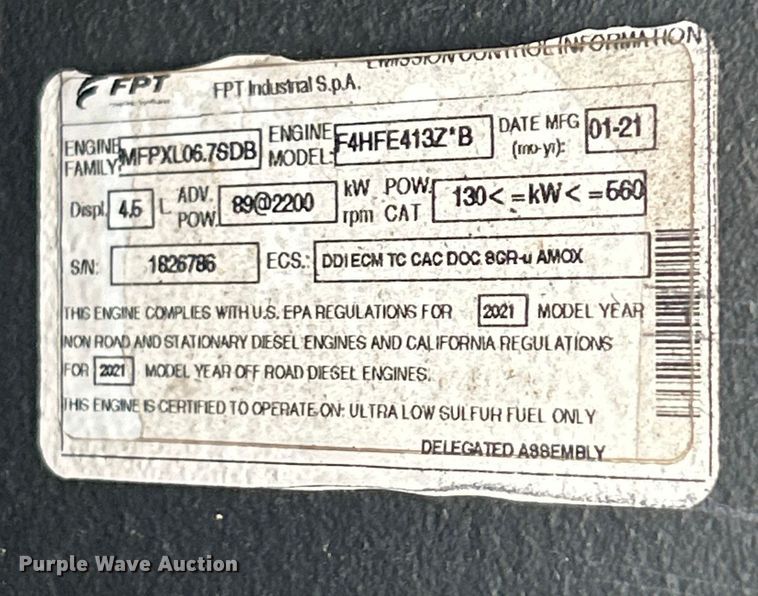 EMISSION CONTROL INFORMATION
FPT FPT Industrial S.p.A.
ENGINE FAMILY: MFPXL06.7SDB ENGINE MODEL: F4HFE413Z*B DATE MFG (mo-yr): 01-21
Displ. 4,5 L ADV. POW. 89@2200 kW rpm POW. CAT 130< =kW< =560
S/N: 1826786 ECS.: DDI ECM TC CAC DOC SCR-u AMOX
THIS ENGINE COMPLIES WITH U.S. EPA REGULATIONS FOR 2021 MODEL YEAR
NON ROAD AND STATIONARY DIESEL ENGINES AND CALIFORNIA REGULATIONS
FOR 2021 MODEL YEAR OFF ROAD DIESEL ENGINES.
THIS ENGINE IS CERTIFIED TO OPERATE ON: ULTRA LOW SULFUR FUEL ONLY
DELEGATED ASSEMBLY
Purple Wave Auction